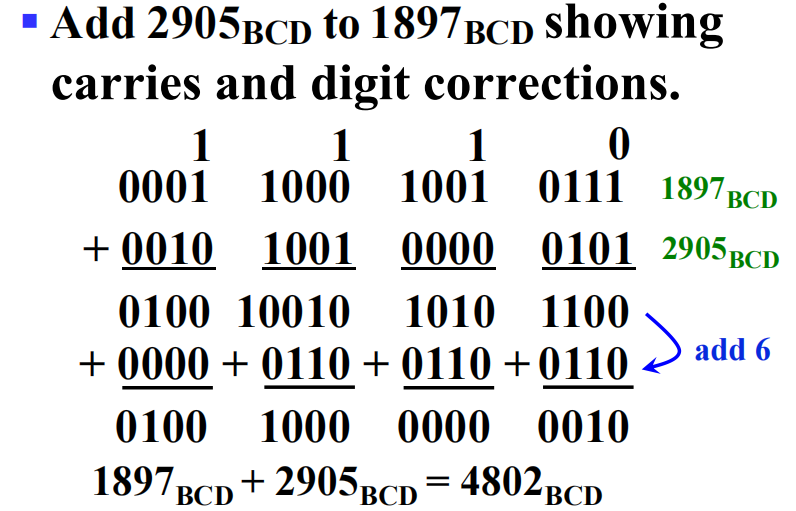 ▪ Add 2905BCD to 1897BCD showing
carries and digit corrections.
1 1 1 0
0001 1000 1001 0111 1897BCD
+ 0010 1001 0000 0101 2905BCD
0100 10010 1010 1100
+ 0000 + 0110 + 0110 + 0110 add 6
0100 1000 0000 0010
1897BCD + 2905BCD = 4802BCD